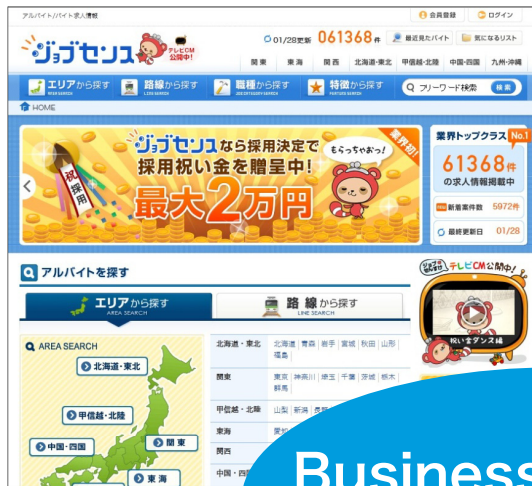 アルバイト/バイト求人情報
会員登録
ログイン
ジョブセンス
テレビCM
公開中!
01/28更新 061368件
最近見たバイト
気になるリスト
関東 東海 関西 北海道・東北 甲信越・北陸 中国・四国 九州・沖縄
エリアから探す
AREA SEARCH
路線から探す
LINE SEARCH
職種から探す
JOB CATEGORY SEARCH
特徴から探す
FEATURE SEARCH
フリーワード検索
検索
HOME
祝採用
ジョブセンスなら採用決定で
採用祝い金を贈呈中!
最大2万円
もらっちゃおっ!
業界初!
業界トップクラス No.1
61368件
の求人情報掲載中
新着案件数 5972件
最終更新日 01/28
アルバイトを探す
エリアから探す
AREA SEARCH
路線から探す
LINE SEARCH
テレビCM公開中♪
祝い金ダンス編
AREA SEARCH
北海道・東北
甲信越・北陸
中国・四国
関東
東海
北海道・東北 北海道 青森 岩手 宮城 秋田 山形
福島
関東 東京 神奈川 埼玉 千葉 茨城 栃木
群馬
甲信越・北陸 山梨 新潟
東海
関西
中国・四
Business